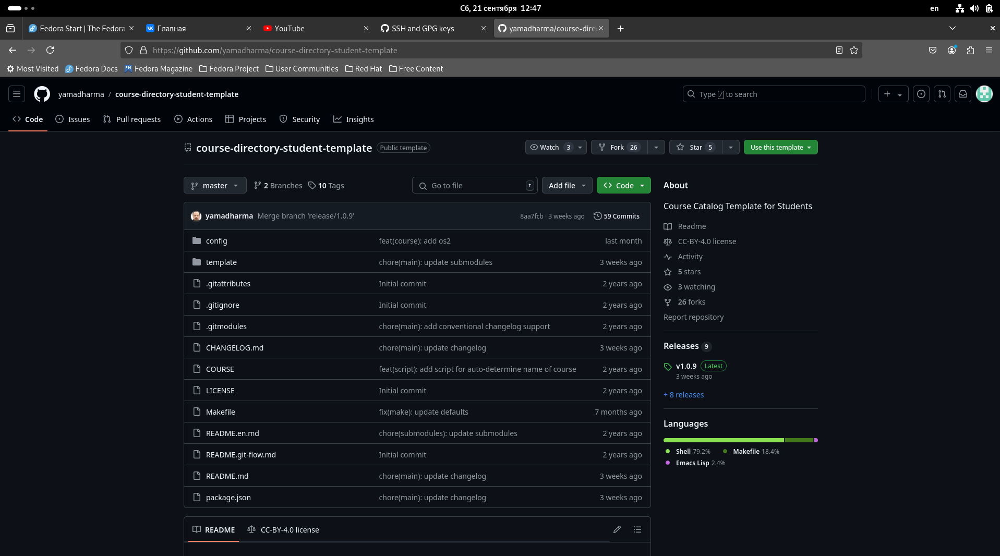 Сб, 21 сентября 12:47
en
Fedora Start | The Fedora
Главная
YouTube
SSH and GPG keys
yamadharma/course-dire
https://github.com/yamadharma/course-directory-student-template
Most Visited
Fedora Docs
Fedora Magazine
Fedora Project
User Communities
Red Hat
Free Content
yamadharma / course-directory-student-template
Type / to search
Code
Issues
Pull requests
Actions
Projects
Security
Insights
course-directory-student-template Public template
Watch 3
Fork 26
Star 5
Use this template
master
2 Branches
10 Tags
Go to file t
Add file
Code
yamadharma Merge branch 'release/1.0.9' 8aa7fcb · 3 weeks ago 59 Commits
config feat(course): add os2 last month
template chore(main): update submodules 3 weeks ago
.gitattributes Initial commit 2 years ago
.gitignore Initial commit 2 years ago
.gitmodules chore(main): add conventional changelog support 2 years ago
CHANGELOG.md chore(main): update changelog 3 weeks ago
COURSE feat(script): add script for auto-determine name of course 2 years ago
LICENSE Initial commit 2 years ago
Makefile fix(make): update defaults 7 months ago
README.en.md chore(submodules): update submodules 2 years ago
README.git-flow.md Initial commit 2 years ago
README.md chore(main): update changelog 3 weeks ago
package.json chore(main): update changelog 3 weeks ago
README
CC-BY-4.0 license
About
Course Catalog Template for Students
Readme
CC-BY-4.0 license
Activity
5 stars
3 watching
26 forks
Report repository
Releases 9
v1.0.9 Latest
3 weeks ago
+ 8 releases
Languages
Shell 79.2% Makefile 18.4%
Emacs Lisp 2.4%